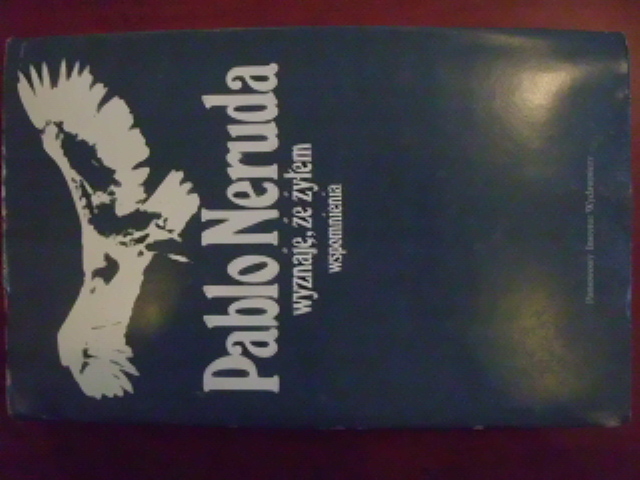 Pablo Neruda
wyznaję, że żyłem
wspomnienia
Państwowy Instytut Wydawniczy